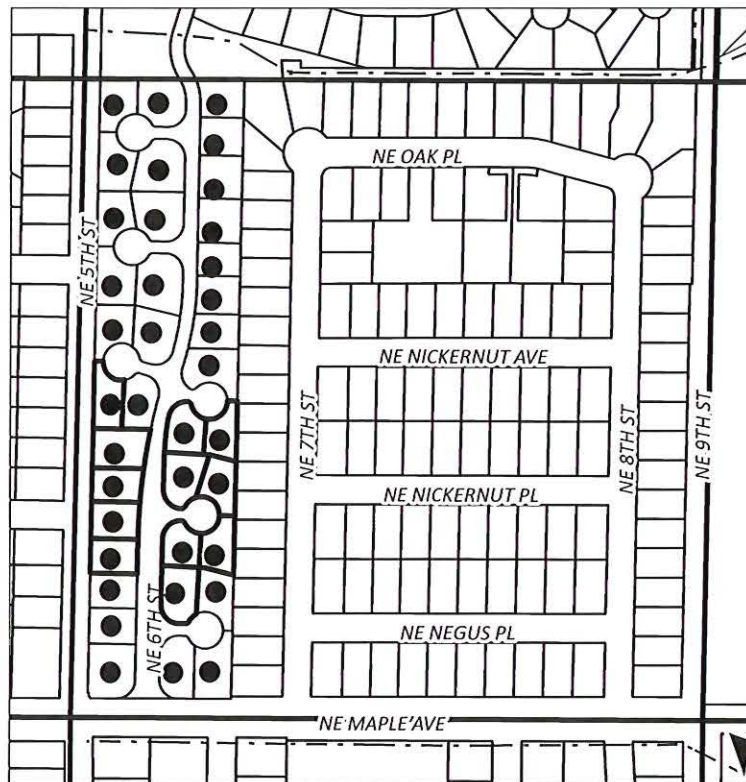 NE OAK PL
NE 5TH ST
NE NICKERNUT AVE
NE 7TH ST
NE 8TH ST
NE 9TH ST
NE NICKERNUT PL
NE 6TH ST
NE NEGUS PL
NE MAPLE AVE